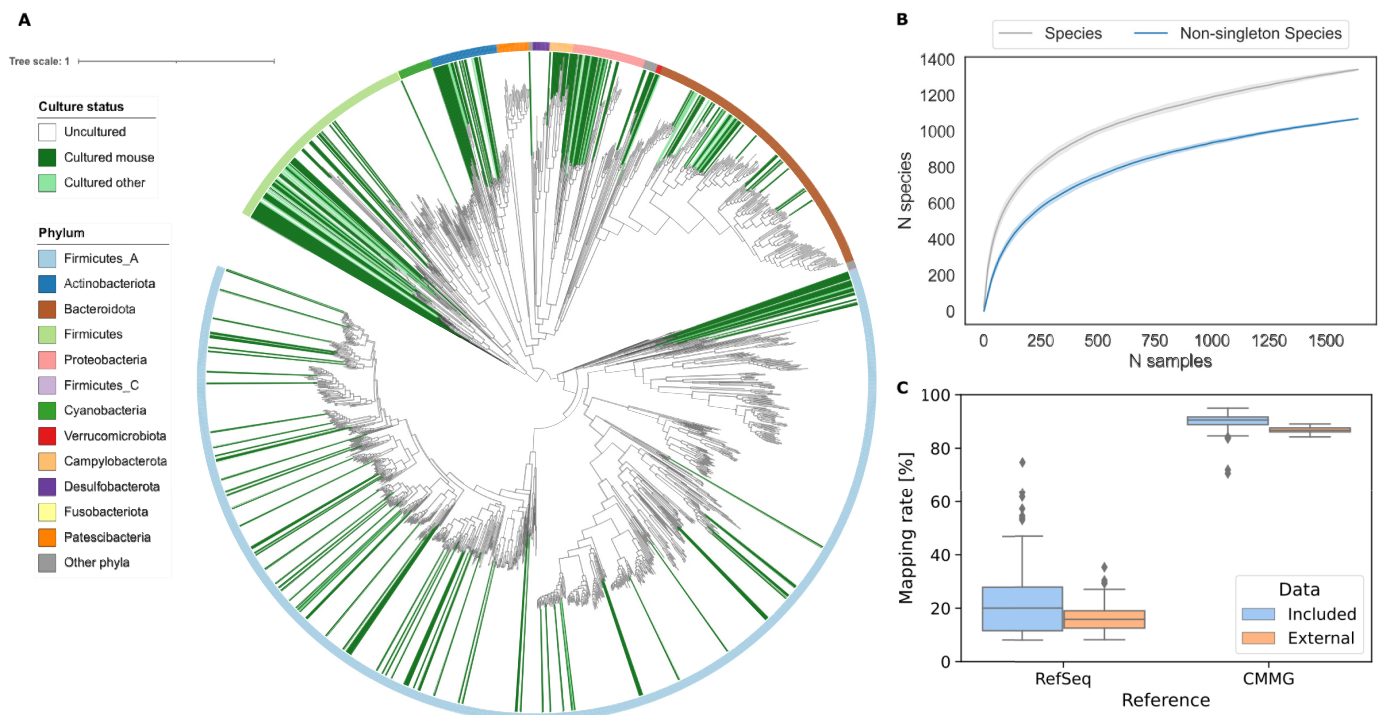 A
Tree scale: 1
Culture status
Uncultured
Cultured mouse
Cultured other
Phylum
Firmicutes_A
Actinobacteriota
Bacteroidota
Firmicutes
Proteobacteria
Firmicutes_C
Cyanobacteria
Verrucomicrobiota
Campylobacterota
Desulfobacterota
Fusobacteriota
Patescibacteria
Other phyla
B
Species
Non-singleton Species
1400
1200
1000
800
600
400
200
0
N species
0 250 500 750 1000 1250 1500
N samples
C
100
80
60
40
20
0
Mapping rate [%]
Data
Included
External
RefSeq CMMG
Reference